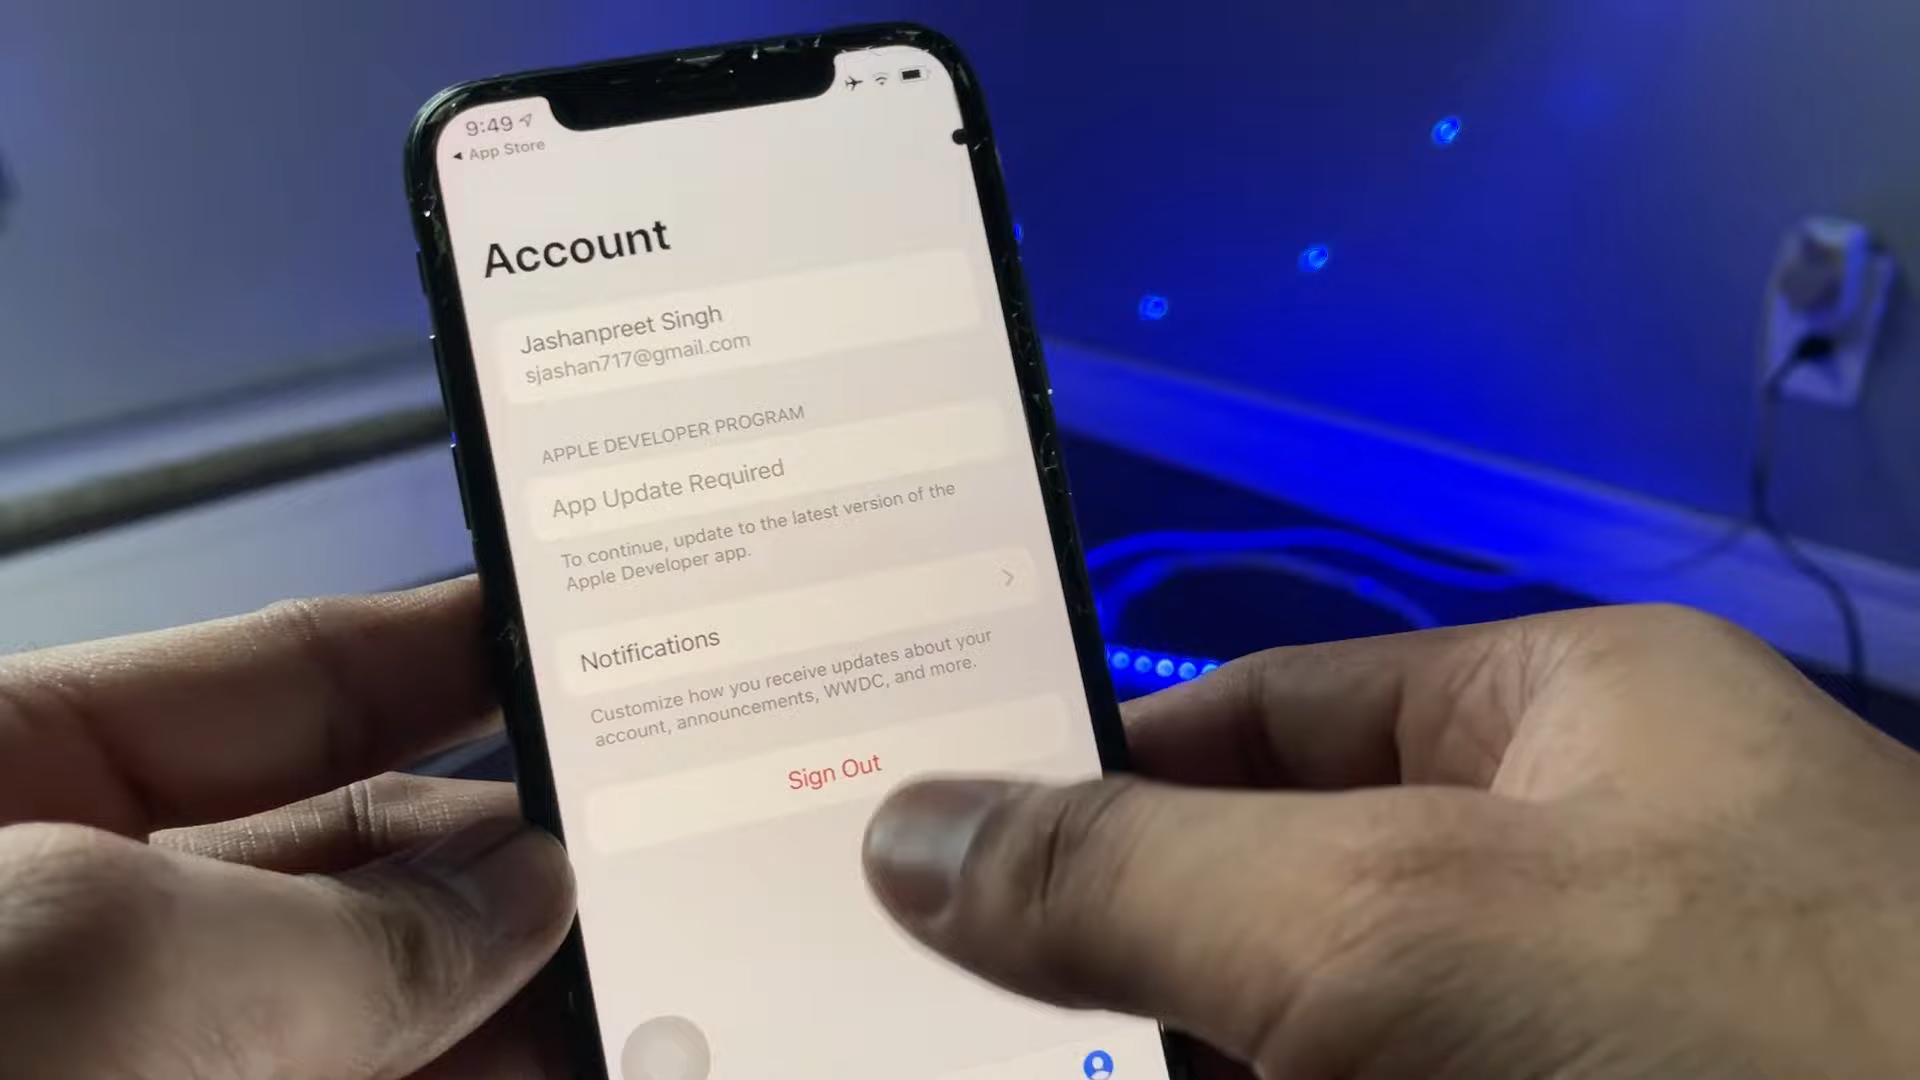 9:49
App Store
Account
Jashanpreet Singh
sjashan717@gmail.com
APPLE DEVELOPER PROGRAM
App Update Required
To continue, update to the latest version of the
Apple Developer app.
Notifications
Customize how you receive updates about your
account, announcements, WWDC, and more.
Sign Out